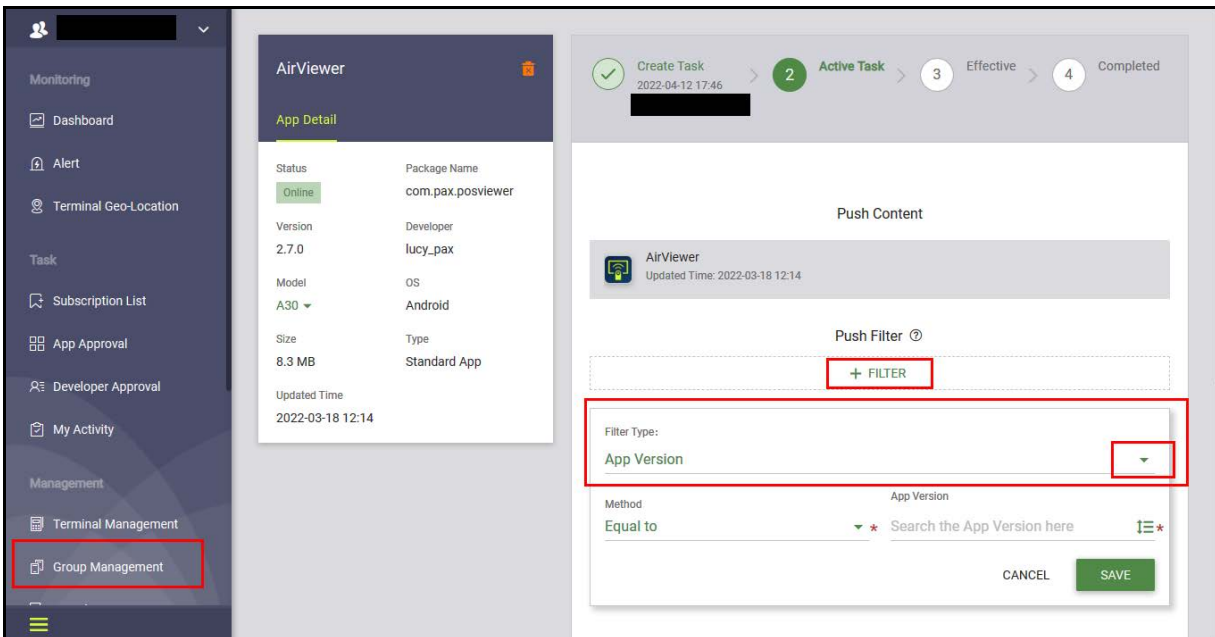 Monitoring
Dashboard
Alert
Terminal Geo-Location
Task
Subscription List
App Approval
Developer Approval
My Activity
Management
Terminal Management
Group Management
AirViewer
App Detail
Status
Package Name
Online
com.pax.posviewer
Version
Developer
2.7.0
lucy_pax
Model
OS
A30
Android
Size
Type
8.3 MB
Standard App
Updated Time
2022-03-18 12:14
Create Task
2022-04-12 17:46
2
Active Task
3
Effective
4
Completed
Push Content
AirViewer
Updated Time: 2022-03-18 12:14
Push Filter
+ FILTER
Filter Type:
App Version
Method
App Version
Equal to
*
Search the App Version here
*
CANCEL
SAVE